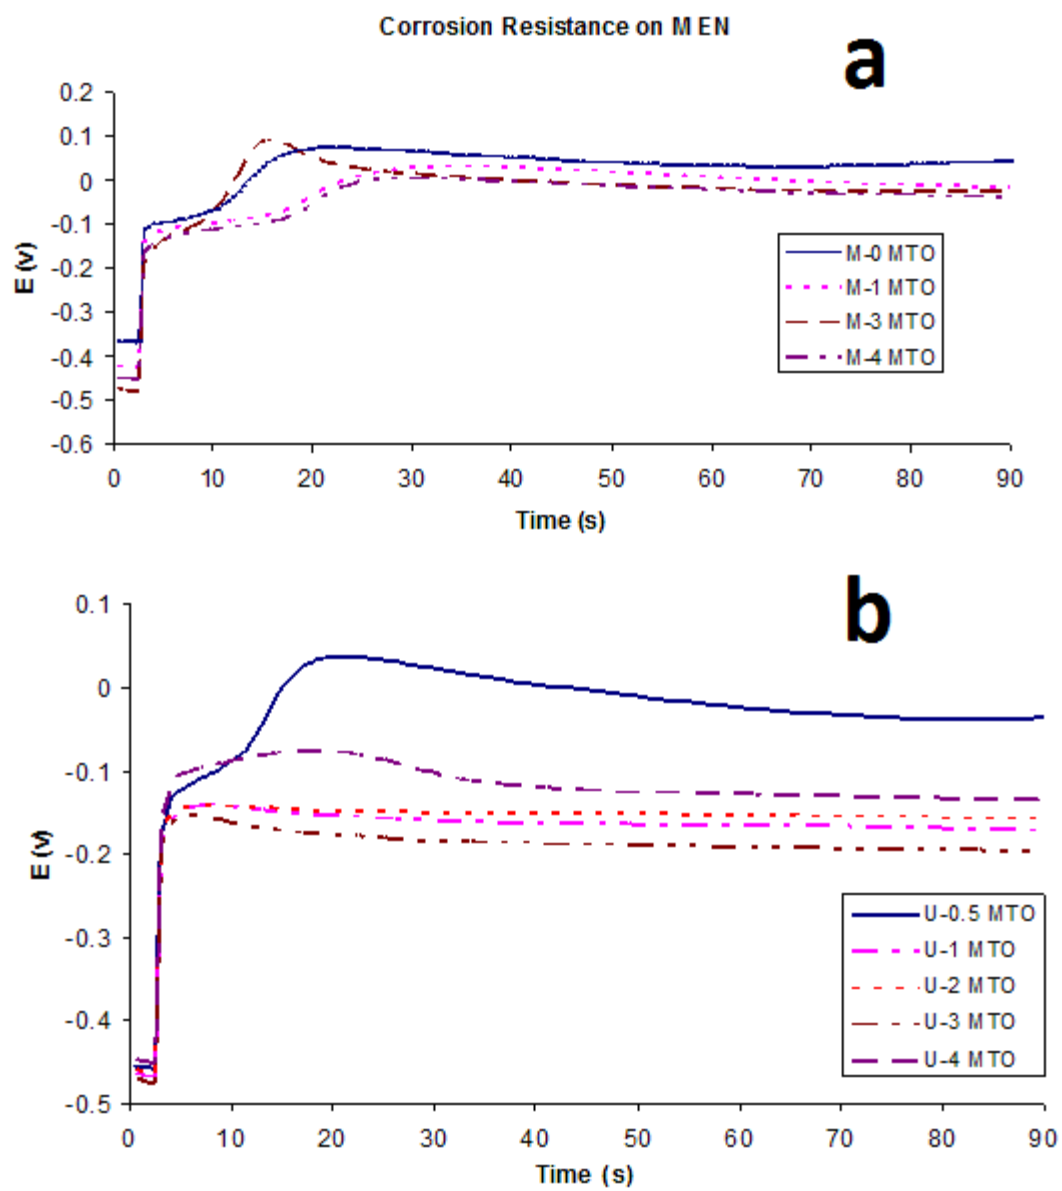 Corrosion Resistance on MEN
a
0.2
0.1
0
-0.1
-0.2
-0.3
-0.4
-0.5
-0.6
E (v)
M-0 MTO
M-1 MTO
M-3 MTO
M-4 MTO
0 10 20 30 40 50 60 70 80 90
Time (s)
b
0.1
0
-0.1
-0.2
-0.3
-0.4
-0.5
E (v)
U-0.5 MTO
U-1 MTO
U-2 MTO
U-3 MTO
U-4 MTO
0 10 20 30 40 50 60 70 80 90
Time (s)